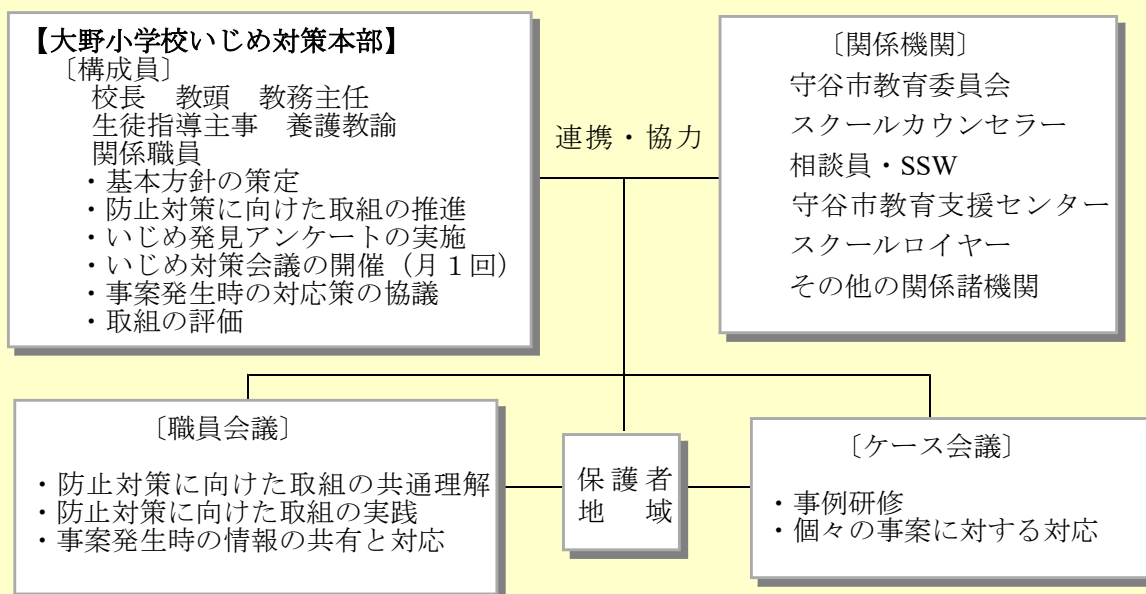 【大野小学校いじめ対策本部】
〔構成員〕
校長　教頭　教務主任
生徒指導主事　養護教諭
関係職員
・基本方針の策定
・防止対策に向けた取組の推進
・いじめ発見アンケートの実施
・いじめ対策会議の開催（月１回）
・事案発生時の対応策の協議
・取組の評価
連携・協力
〔関係機関〕
守谷市教育委員会
スクールカウンセラー
相談員・SSW
守谷市教育支援センター
スクールロイヤー
その他の関係諸機関
〔職員会議〕
・防止対策に向けた取組の共通理解
・防止対策に向けた取組の実践
・事案発生時の情報の共有と対応
保護者
地　域
〔ケース会議〕
・事例研修
・個々の事案に対する対応